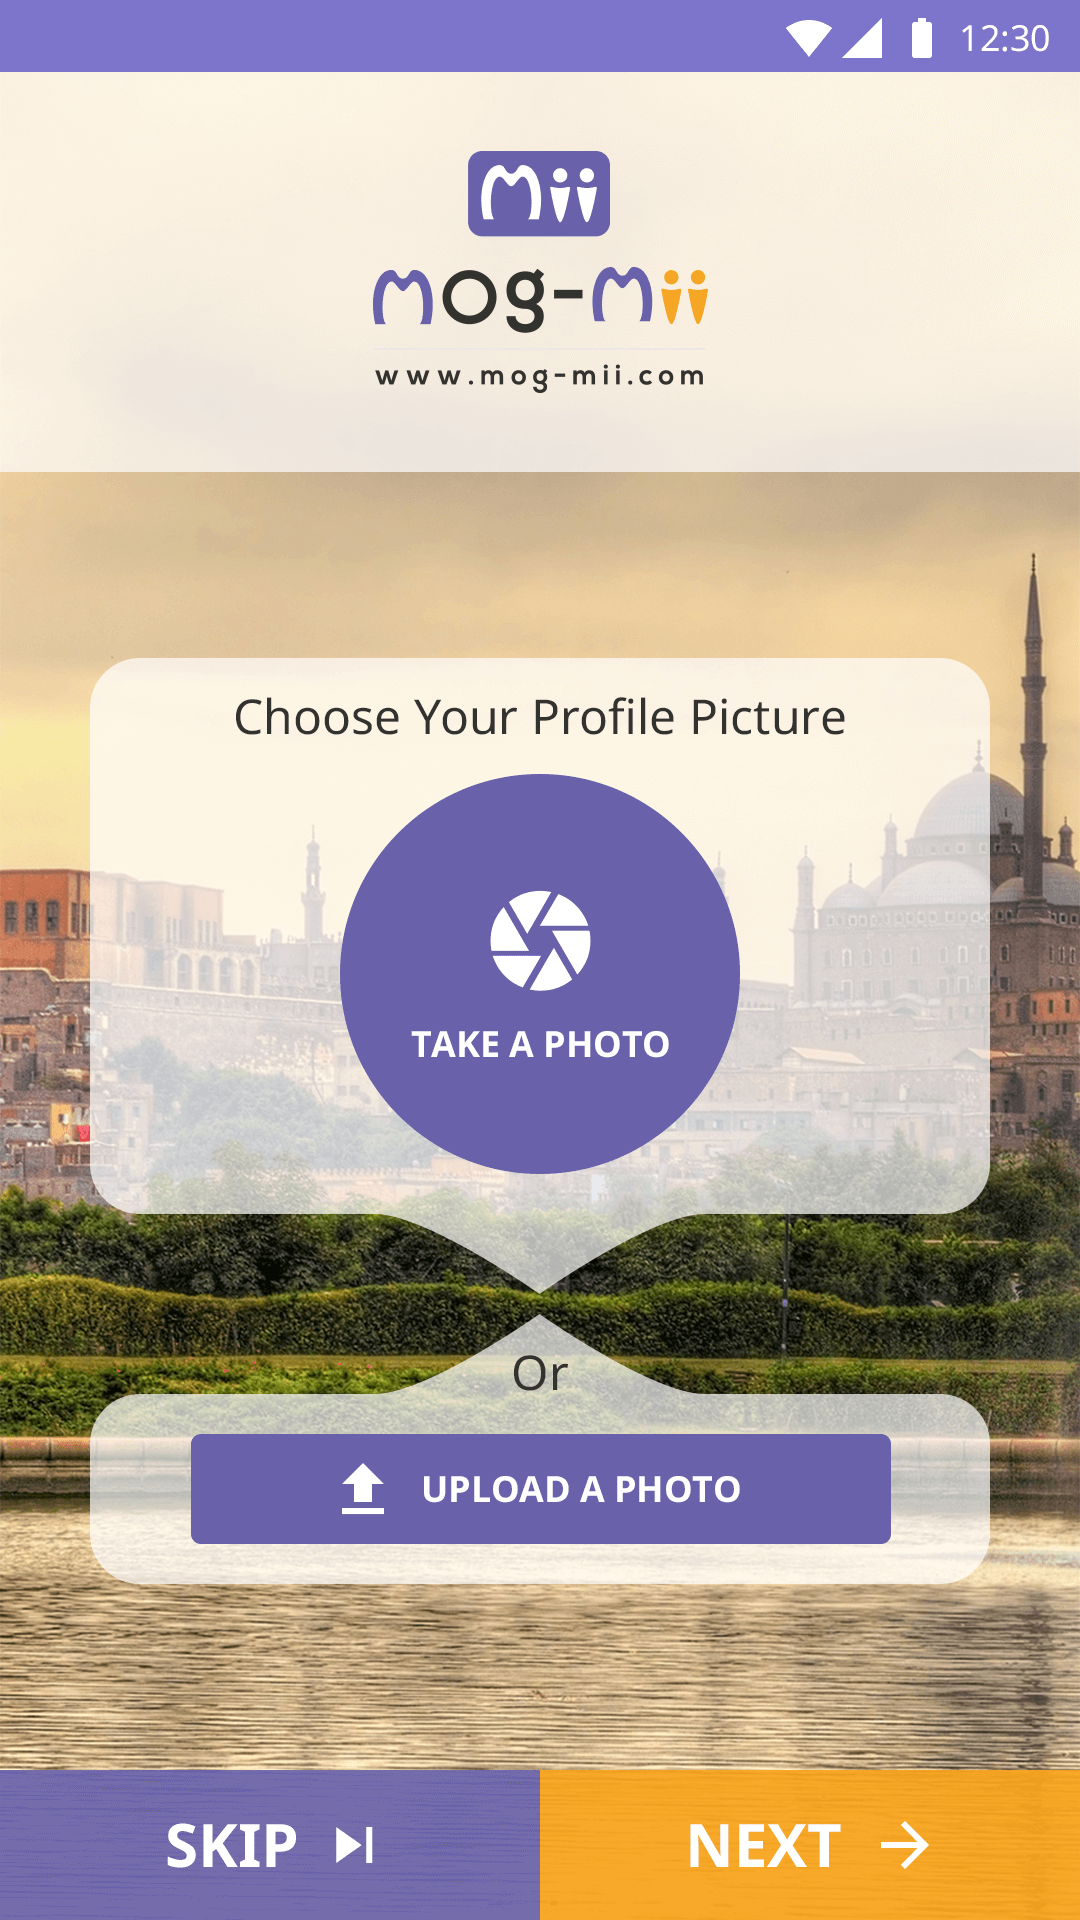 12:30
Mii
mog-Mii
www.mog-mii.com
Choose Your Profile Picture
TAKE A PHOTO
Or
UPLOAD A PHOTO
SKIP
NEXT